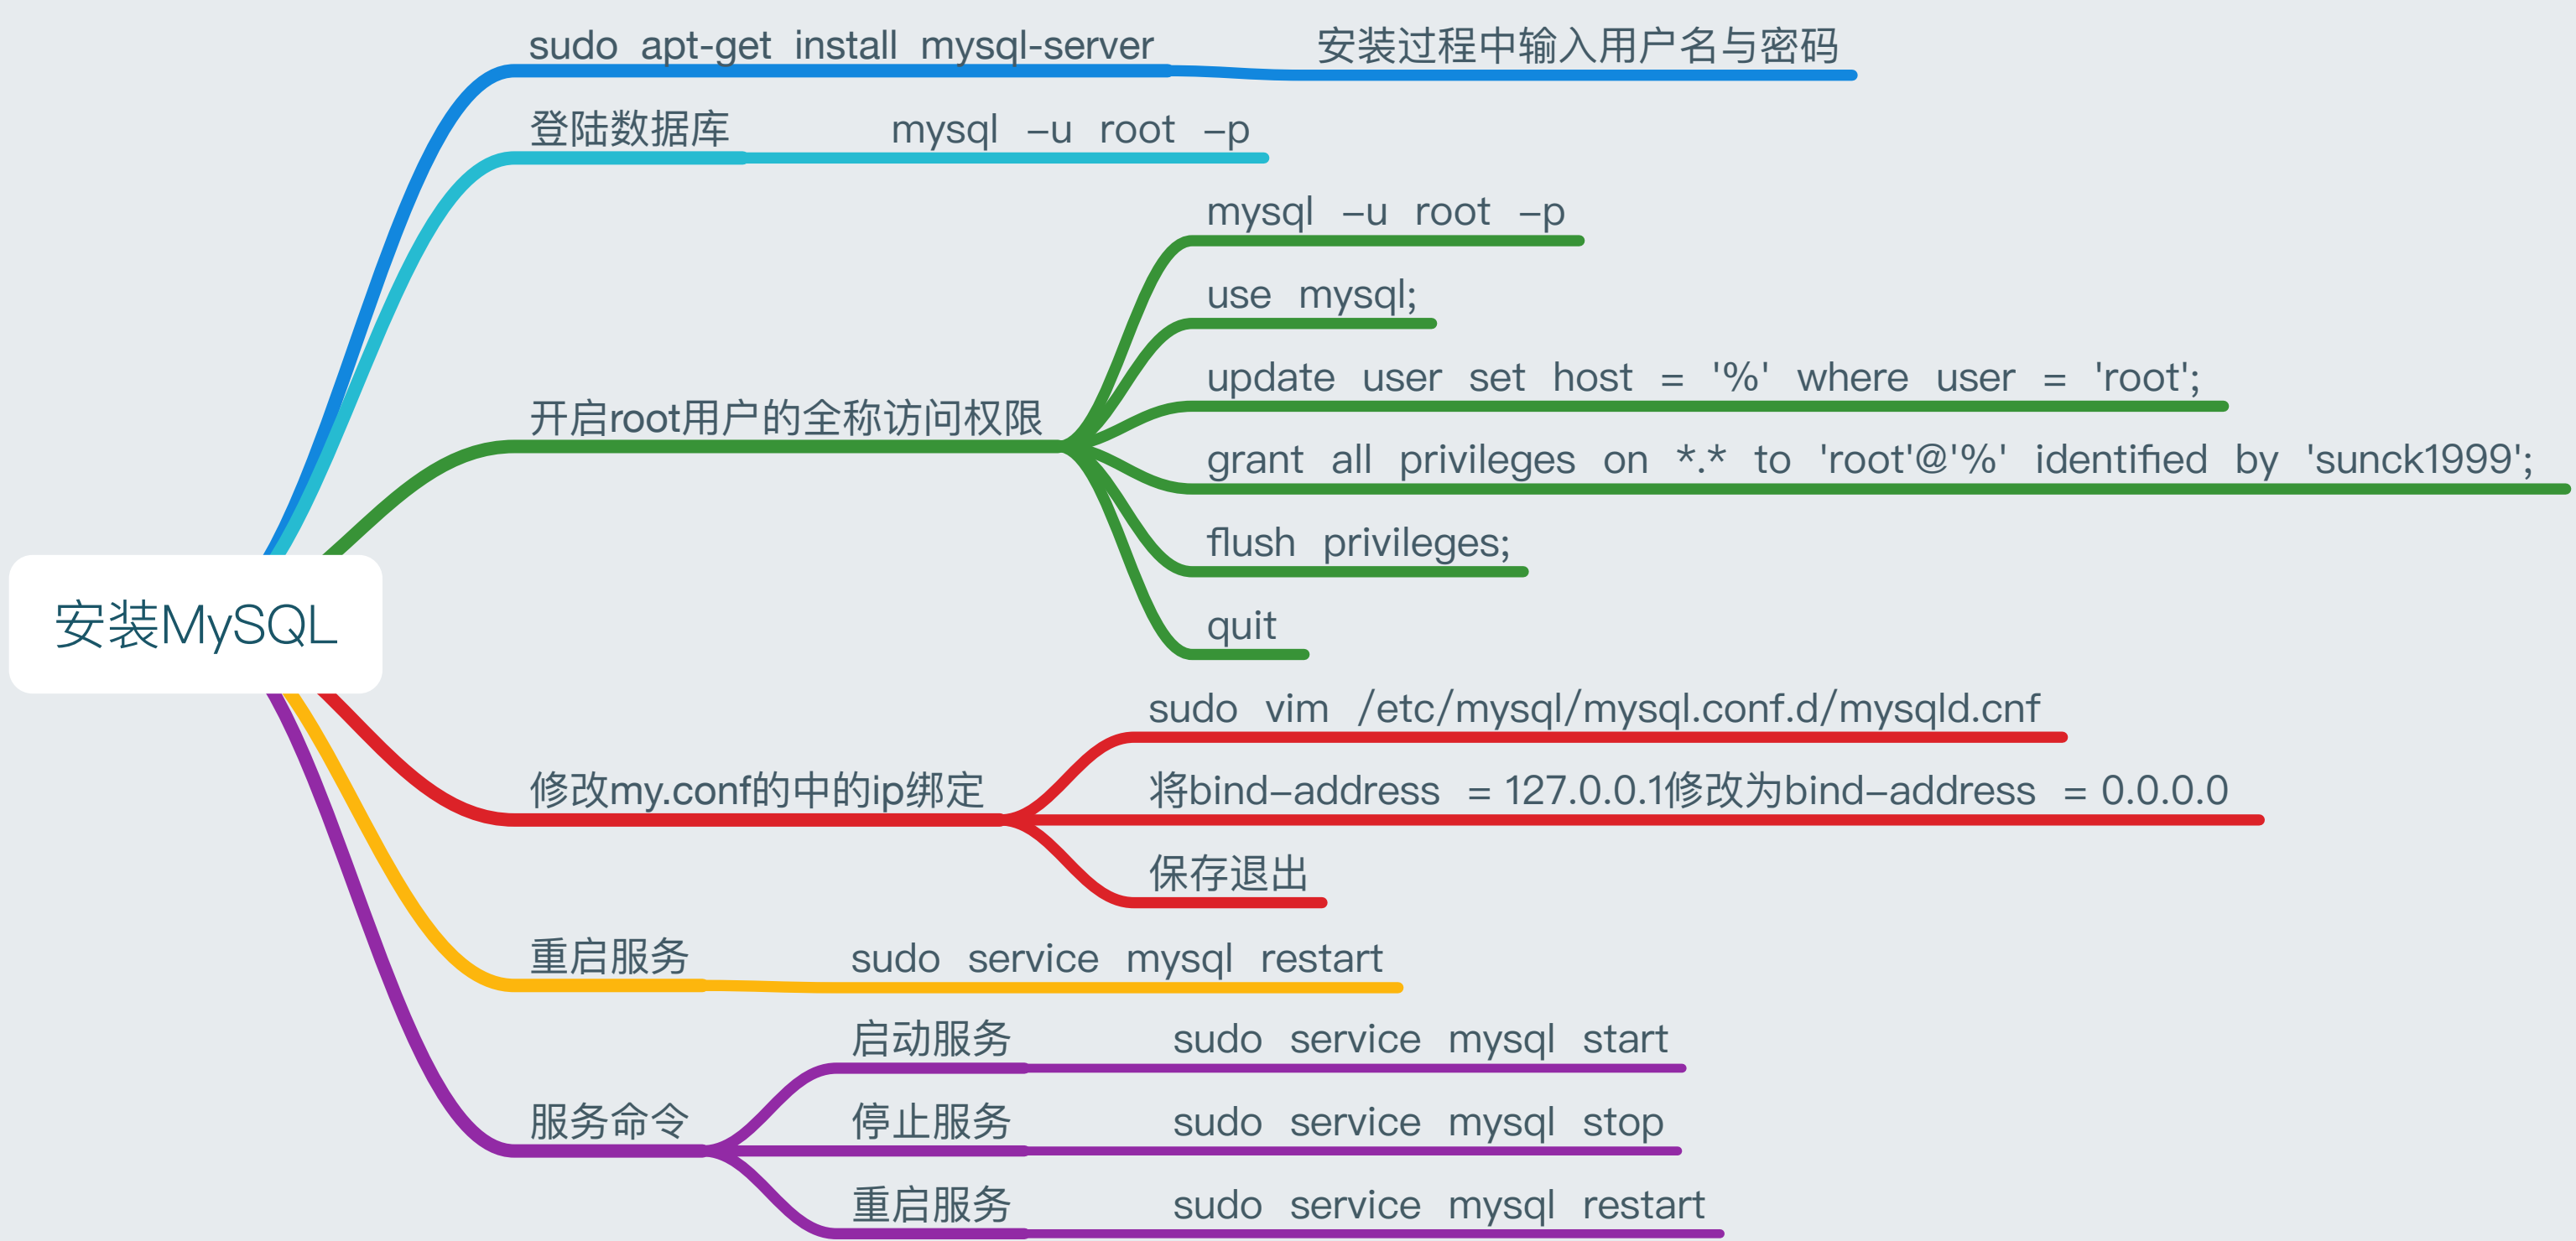 安装MySQL
sudo apt-get install mysql-server
安装过程中输入用户名与密码
登陆数据库
mysql -u root -p
开启root用户的全称访问权限
mysql -u root -p
use mysql;
update user set host = '%' where user = 'root';
grant all privileges on *.* to 'root'@'%' identified by 'sunck1999';
flush privileges;
quit
修改my.conf的中的ip绑定
sudo vim /etc/mysql/mysql.conf.d/mysqld.cnf
将bind-address = 127.0.0.1修改为bind-address = 0.0.0.0
保存退出
重启服务
sudo service mysql restart
服务命令
启动服务
sudo service mysql start
停止服务
sudo service mysql stop
重启服务
sudo service mysql restart